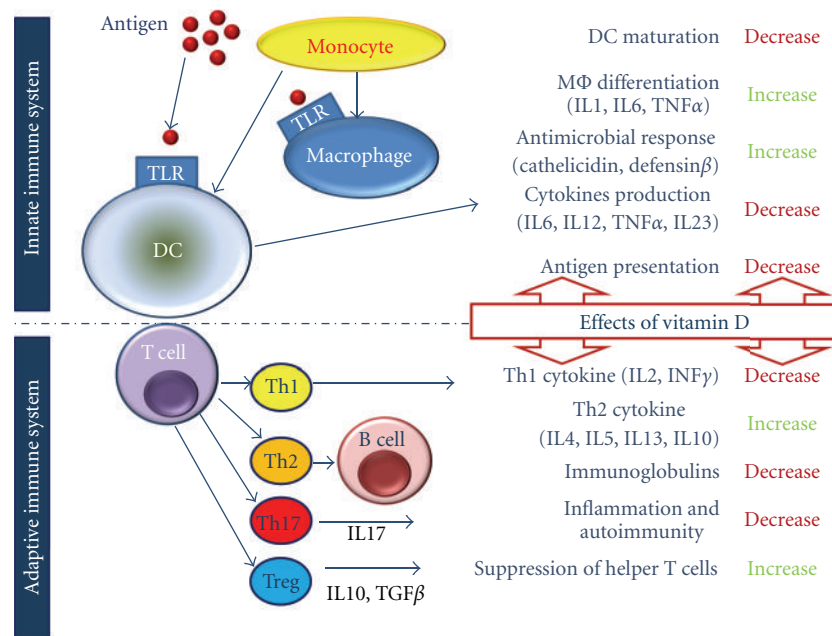 Innate immune system
Antigen
Monocyte
TLR
Macrophage
TLR
DC
DC maturation Decrease
MΦ differentiation
(IL1, IL6, TNFα) Increase
Antimicrobial response
(cathelicidin, defensinβ) Increase
Cytokines production
(IL6, IL12, TNFα, IL23) Decrease
Antigen presentation Decrease
Effects of vitamin D
Adaptive immune system
T cell
Th1
Th2
B cell
Th17
IL17
Treg
IL10, TGFβ
Th1 cytokine (IL2, INFγ) Decrease
Th2 cytokine
(IL4, IL5, IL13, IL10) Increase
Immunoglobulins Decrease
Inflammation and
autoimmunity Decrease
Suppression of helper T cells Increase